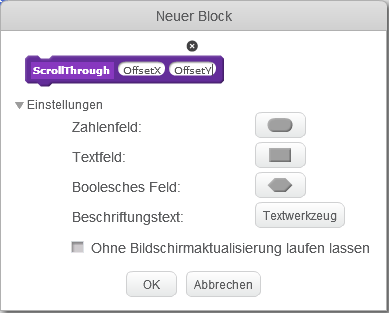 Neuer Block
ScrollThrough OffsetX OffsetY
Einstellungen
Zahlenfeld:
Textfeld:
Boolesches Feld:
Beschriftungstext: Textwerkzeug
Ohne Bildschirmaktualisierung laufen lassen
OK Abbrechen